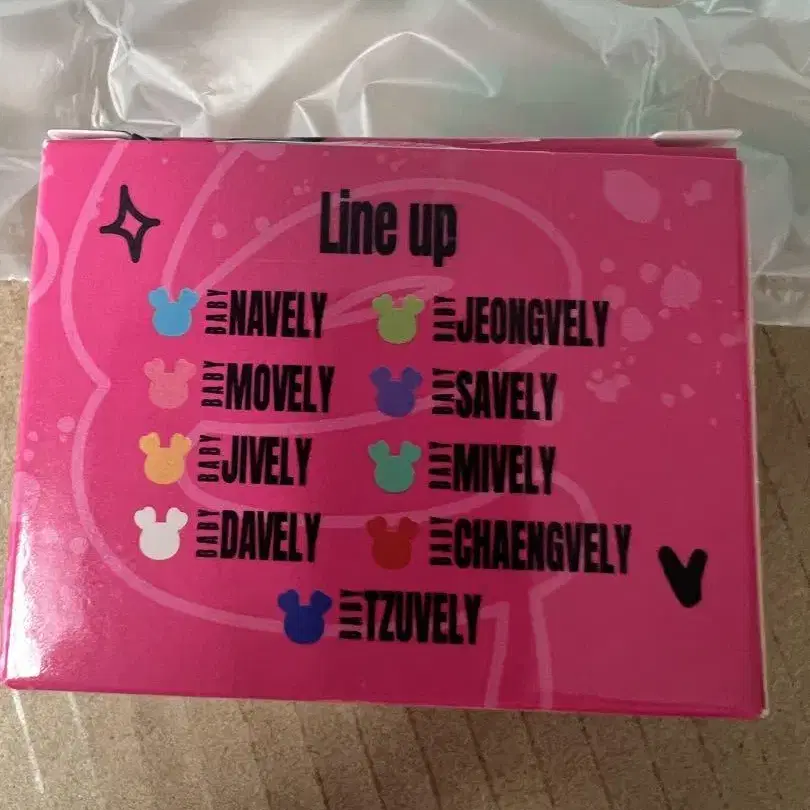 Line up
BABY NAVELY
BABY JEONGVELY
BABY MOVELY
BABY SAVELY
BABY JIVELY
BABY MIVELY
BABY DAVELY
BABY CHAENGVELY
BABY TZUVELY